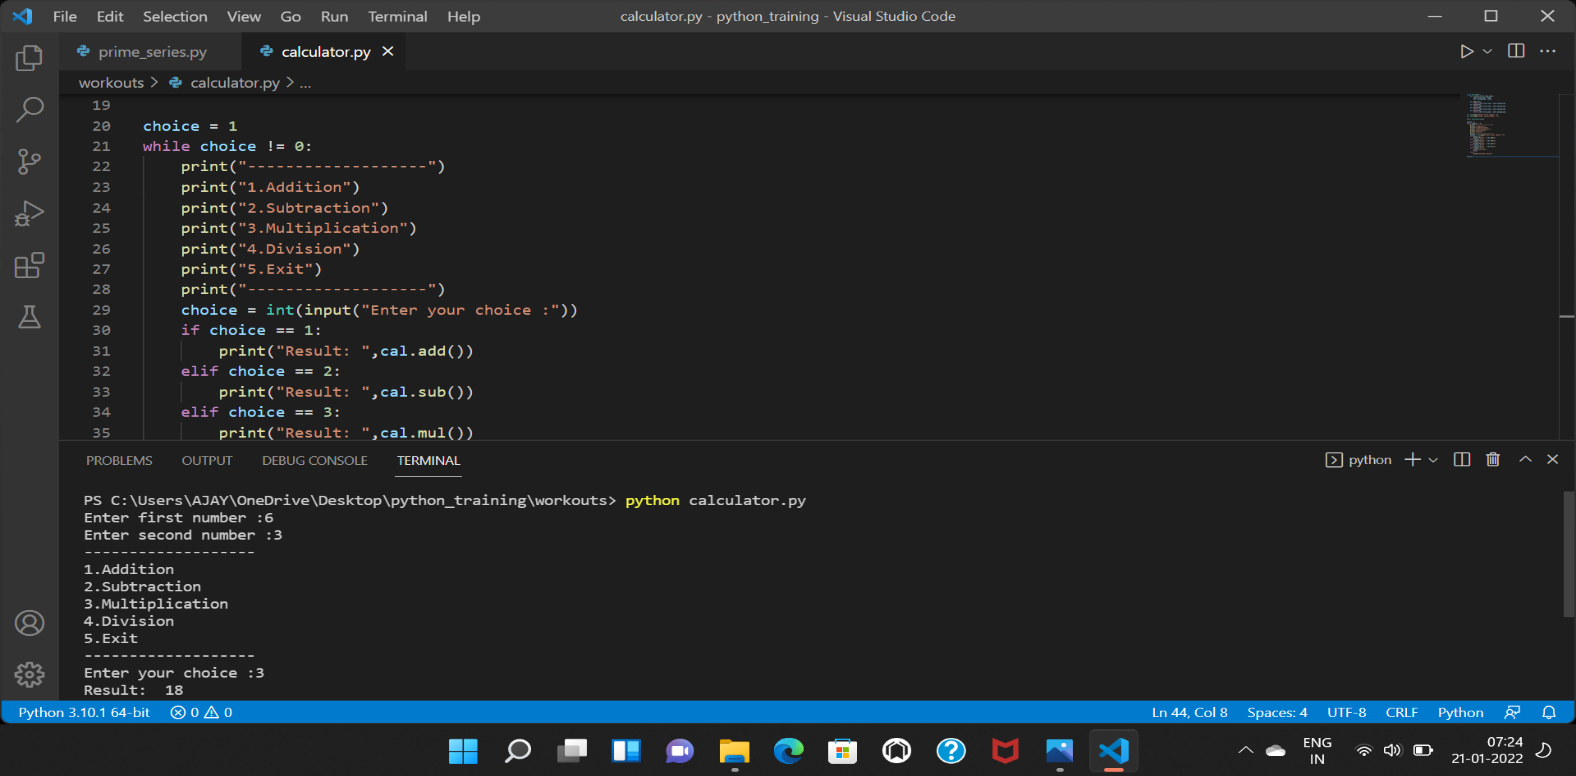 File Edit Selection View Go Run Terminal Help calculator.py - python_training - Visual Studio Code
prime_series.py calculator.py
workouts > calculator.py > ...
19
20 choice = 1
21 while choice != 0:
22 print("-------------------")
23 print("1.Addition")
24 print("2.Subtraction")
25 print("3.Multiplication")
26 print("4.Division")
27 print("5.Exit")
28 print("-------------------")
29 choice = int(input("Enter your choice :"))
30 if choice == 1:
31 print("Result: ",cal.add())
32 elif choice == 2:
33 print("Result: ",cal.sub())
34 elif choice == 3:
35 print("Result: ",cal.mul())
PROBLEMS OUTPUT DEBUG CONSOLE TERMINAL python
PS C:\Users\AJAY\OneDrive\Desktop\python_training\workouts> python calculator.py
Enter first number :6
Enter second number :3
-------------------
1.Addition
2.Subtraction
3.Multiplication
4.Division
5.Exit
-------------------
Enter your choice :3
Result:  18
Python 3.10.1 64-bit 0 0 Ln 44, Col 8 Spaces: 4 UTF-8 CRLF Python
ENG 07:24
IN 21-01-2022